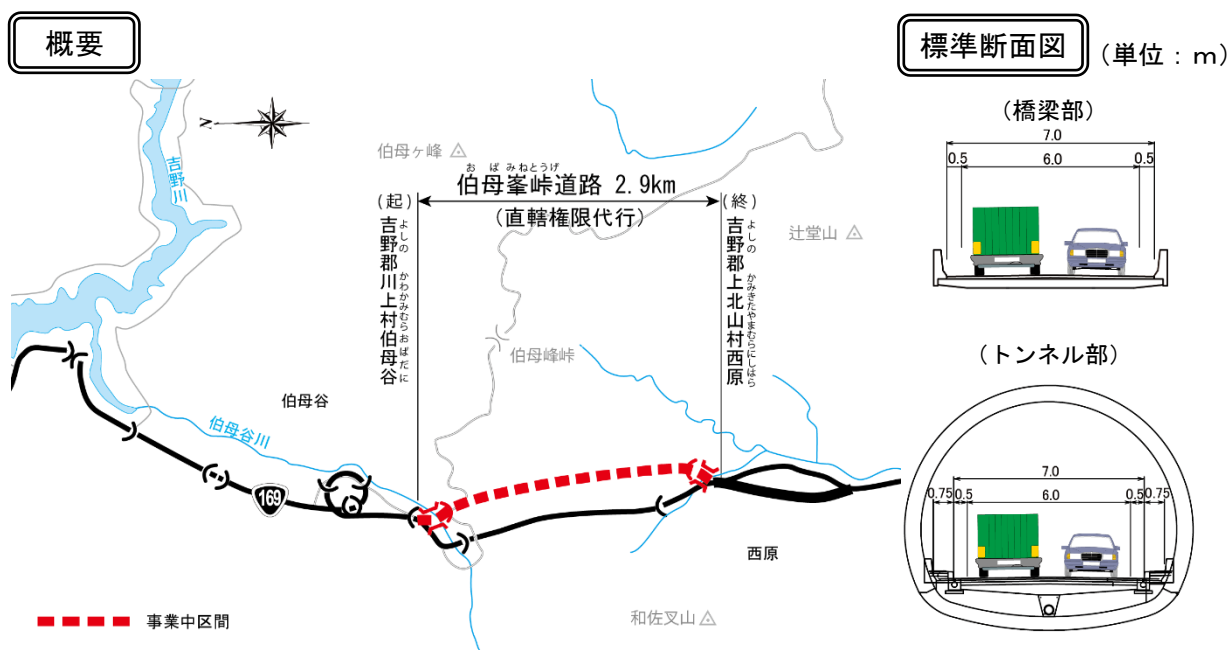 概要
標準断面図
(単位：m)
N
吉野川
伯母ヶ峰
おばみねとうげ
伯母峯峠道路 2.9km
(直轄権限代行)
(起)
吉野郡川上村伯母谷
よしの かわかみむらおばだに
(終)
吉野郡上北山村西原
よしの かみきたやまむらにしはら
辻堂山
伯母峰峠
伯母谷
伯母谷川
169
西原
和佐叉山
事業中区間
(橋梁部)
7.0
0.5
6.0
0.5
(トンネル部)
7.0
0.75
0.5
6.0
0.5
0.75